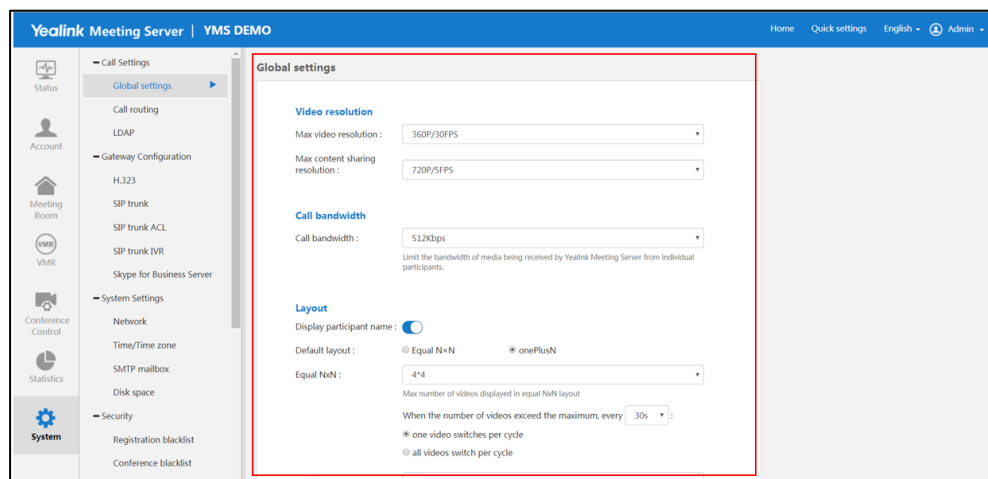 Yealink Meeting Server | YMS DEMO
Home Quick settings English Admin
Status
Account
Meeting
Room
VMR
VMR
Conference
Control
Statistics
System
Call Settings
Global settings
Call routing
LDAP
Gateway Configuration
H.323
SIP trunk
SIP trunk ACL
SIP trunk IVR
Skype for Business Server
System Settings
Network
Time/Time zone
SMTP mailbox
Disk space
Security
Registration blacklist
Conference blacklist
Global settings
Video resolution
Max video resolution : 360P/30FPS
Max content sharing
resolution : 720P/5FPS
Call bandwidth
Call bandwidth : 512Kbps
Limit the bandwidth of media being received by Yealink Meeting Server from individual
participants.
Layout
Display participant name :
Default layout : Equal N×N onePlusN
Equal NxN : 4*4
Max number of videos displayed in equal NxN layout
When the number of videos exceed the maximum, every 30s :
one video switches per cycle
all videos switch per cycle